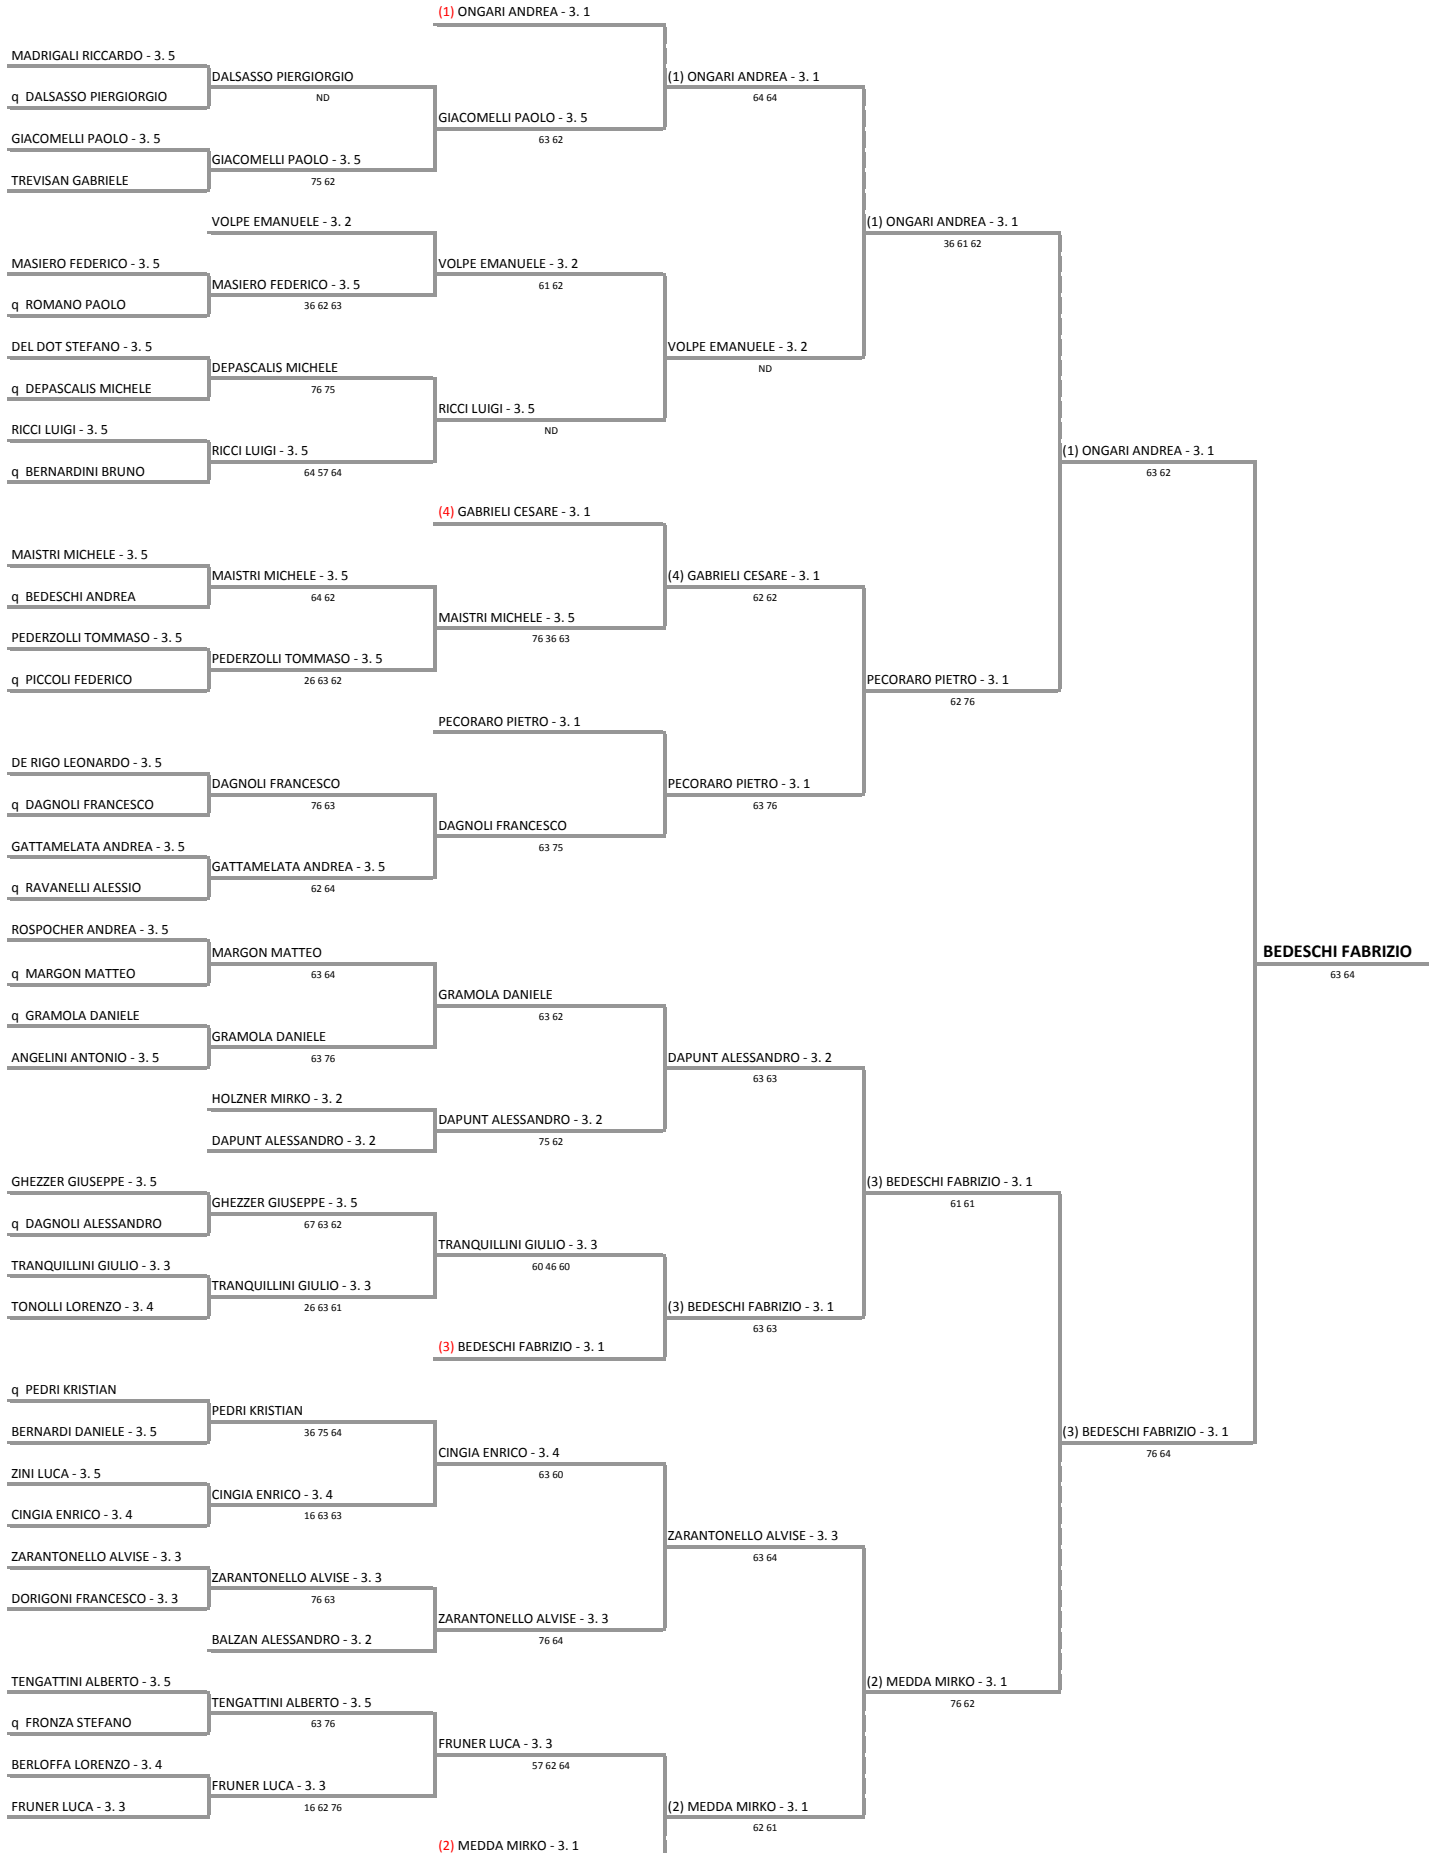 (1) ONGARI ANDREA - 3. 1
MADRIGALI RICCARDO - 3. 5
DALSASSO PIERGIORGIO
(1) ONGARI ANDREA - 3. 1
q DALSASSO PIERGIORGIO
ND
64 64
GIACOMELLI PAOLO - 3. 5
GIACOMELLI PAOLO - 3. 5
63 62
GIACOMELLI PAOLO - 3. 5
TREVISAN GABRIELE
75 62
VOLPE EMANUELE - 3. 2
(1) ONGARI ANDREA - 3. 1
36 61 62
MASIERO FEDERICO - 3. 5
VOLPE EMANUELE - 3. 2
MASIERO FEDERICO - 3. 5
61 62
q ROMANO PAOLO
36 62 63
DEL DOT STEFANO - 3. 5
VOLPE EMANUELE - 3. 2
DEPASCALIS MICHELE
ND
q DEPASCALIS MICHELE
76 75
RICCI LUIGI - 3. 5
RICCI LUIGI - 3. 5
ND
RICCI LUIGI - 3. 5
(1) ONGARI ANDREA - 3. 1
q BERNARDINI BRUNO
64 57 64
63 62
(4) GABRIELI CESARE - 3. 1
MAISTRI MICHELE - 3. 5
MAISTRI MICHELE - 3. 5
(4) GABRIELI CESARE - 3. 1
q BEDESCHI ANDREA
64 62
62 62
MAISTRI MICHELE - 3. 5
PEDERZOLLI TOMMASO - 3. 5
76 36 63
PEDERZOLLI TOMMASO - 3. 5
q PICCOLI FEDERICO
26 63 62
PECORARO PIETRO - 3. 1
62 76
PECORARO PIETRO - 3. 1
DE RIGO LEONARDO - 3. 5
DAGNOLI FRANCESCO
PECORARO PIETRO - 3. 1
q DAGNOLI FRANCESCO
76 63
63 76
DAGNOLI FRANCESCO
GATTAMELATA ANDREA - 3. 5
63 75
GATTAMELATA ANDREA - 3. 5
q RAVANELLI ALESSIO
62 64
ROSPOCHER ANDREA - 3. 5
MARGON MATTEO
BEDESCHI FABRIZIO
q MARGON MATTEO
63 64
63 64
GRAMOLA DANIELE
q GRAMOLA DANIELE
63 62
GRAMOLA DANIELE
ANGELINI ANTONIO - 3. 5
63 76
DAPUNT ALESSANDRO - 3. 2
63 63
HOLZNER MIRKO - 3. 2
DAPUNT ALESSANDRO - 3. 2
DAPUNT ALESSANDRO - 3. 2
75 62
GHEZZER GIUSEPPE - 3. 5
(3) BEDESCHI FABRIZIO - 3. 1
GHEZZER GIUSEPPE - 3. 5
61 61
q DAGNOLI ALESSANDRO
67 63 62
TRANQUILLINI GIULIO - 3. 3
TRANQUILLINI GIULIO - 3. 3
60 46 60
TRANQUILLINI GIULIO - 3. 3
TONOLLI LORENZO - 3. 4
26 63 61
(3) BEDESCHI FABRIZIO - 3. 1
63 63
(3) BEDESCHI FABRIZIO - 3. 1
q PEDRI KRISTIAN
PEDRI KRISTIAN
BERNARDI DANIELE - 3. 5
36 75 64
(3) BEDESCHI FABRIZIO - 3. 1
76 64
CINGIA ENRICO - 3. 4
ZINI LUCA - 3. 5
63 60
CINGIA ENRICO - 3. 4
CINGIA ENRICO - 3. 4
16 63 63
ZARANTONELLO ALVISE - 3. 3
63 64
ZARANTONELLO ALVISE - 3. 3
ZARANTONELLO ALVISE - 3. 3
DORIGONI FRANCESCO - 3. 3
76 63
ZARANTONELLO ALVISE - 3. 3
BALZAN ALESSANDRO - 3. 2
76 64
TENGATTINI ALBERTO - 3. 5
(2) MEDDA MIRKO - 3. 1
TENGATTINI ALBERTO - 3. 5
76 62
q FRONZA STEFANO
63 76
FRUNER LUCA - 3. 3
BERLOFFA LORENZO - 3. 4
57 62 64
FRUNER LUCA - 3. 3
FRUNER LUCA - 3. 3
16 62 76
(2) MEDDA MIRKO - 3. 1
62 61
(2) MEDDA MIRKO - 3. 1